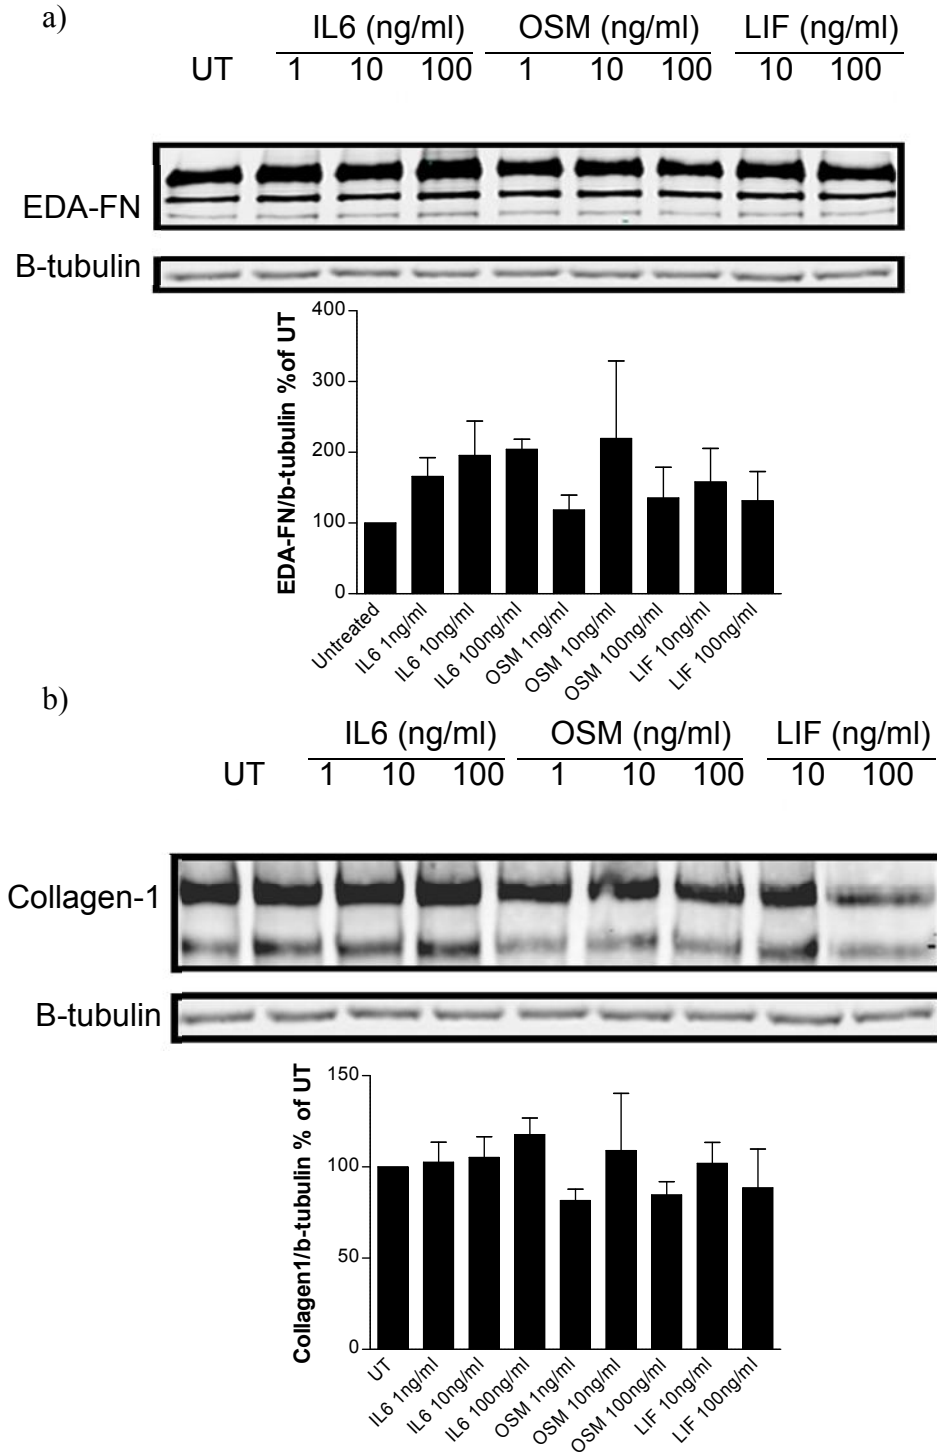 a)
IL6 (ng/ml) OSM (ng/ml) LIF (ng/ml)
UT 1 10 100 1 10 100 10 100
EDA-FN
B-tubulin
EDA-FN/b-tubulin %of UT
400
300
200
100
0
Untreated
IL6 1ng/ml
IL6 10ng/ml
IL6 100ng/ml
OSM 1ng/ml
OSM 10ng/ml
OSM 100ng/ml
LIF 10ng/ml
LIF 100ng/ml
b)
IL6 (ng/ml) OSM (ng/ml) LIF (ng/ml)
UT 1 10 100 1 10 100 10 100
Collagen-1
B-tubulin
Collagen1/b-tubulin % of UT
150
100
50
0
UT
IL6 1ng/ml
IL6 10ng/ml
IL6 100ng/ml
OSM 1ng/ml
OSM 10ng/ml
OSM 100ng/ml
LIF 10ng/ml
LIF 100ng/ml